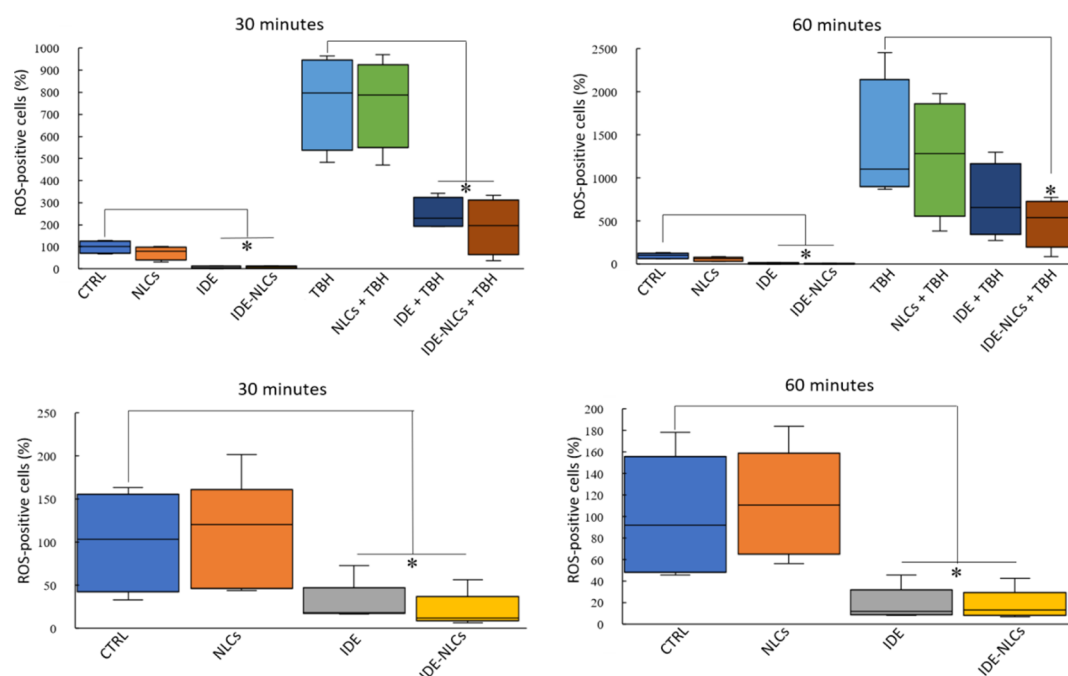 30 minutes
ROS-positive cells (%)
1000
900
800
700
600
500
400
300
200
100
0
*
*
CTRL
NLCs
IDE
IDE-NLCs
TBH
NLCs + TBH
IDE + TBH
IDE-NLCs + TBH
60 minutes
ROS-positive cells (%)
2500
2000
1500
1000
500
0
*
*
CTRL
NLCs
IDE
IDE-NLCs
TBH
NLCs + TBH
IDE + TBH
IDE-NLCs + TBH
30 minutes
ROS-positive cells (%)
250
200
150
100
50
0
*
CTRL
NLCs
IDE
IDE-NLCs
60 minutes
ROS-positive cells (%)
200
180
160
140
120
100
80
60
40
20
0
*
CTRL
NLCs
IDE
IDE-NLCs